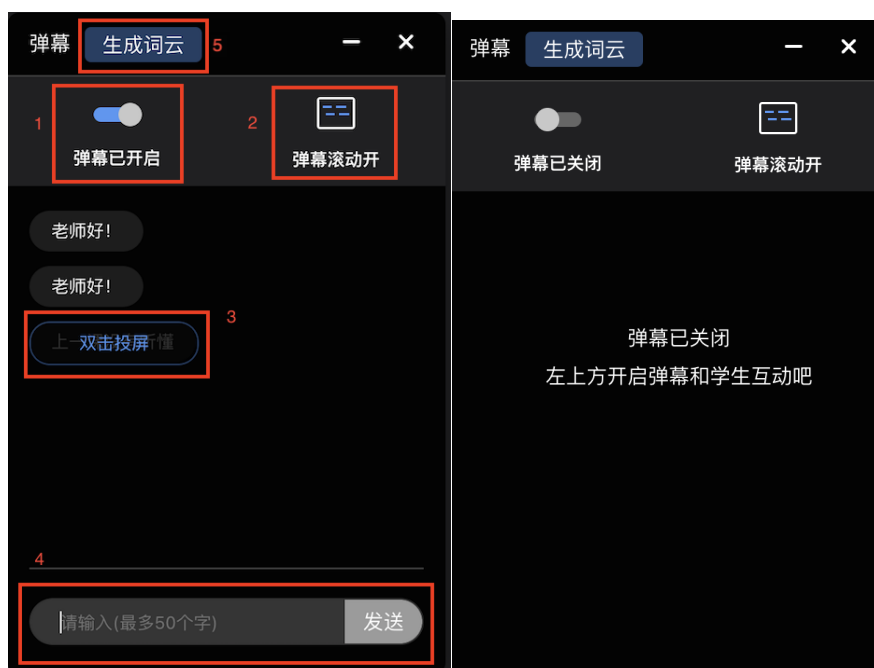 弹幕 生成词云 5
1 2
弹幕已开启 弹幕滚动开
老师好!
老师好!
3
双击投屏
4
请输入(最多50个字) 发送
弹幕 生成词云
弹幕已关闭 弹幕滚动开
弹幕已关闭
左上方开启弹幕和学生互动吧